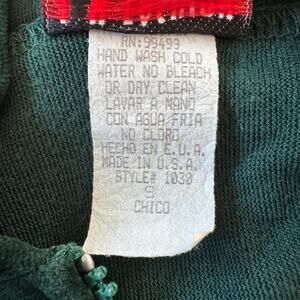 RN:99499
HAND WASH COLD
WATER NO BLEACH
OR DRY CLEAN
LAVAR A MANO
CON AGUA FRIA
NO CLORO
HECHO EN E.U.A.
MADE IN U.S.A.
STYLE# 1030
S
CHICO